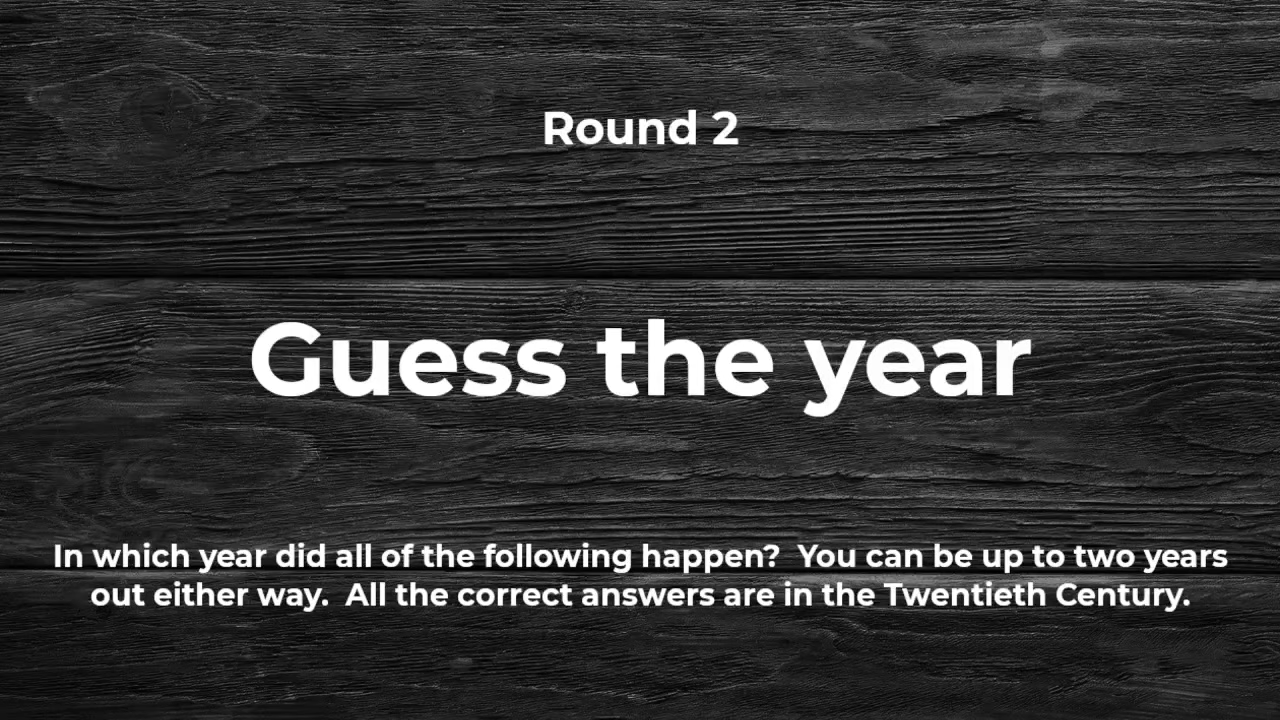 Round 2
Guess the year
In which year did all of the following happen?  You can be up to two years
out either way.  All the correct answers are in the Twentieth Century.